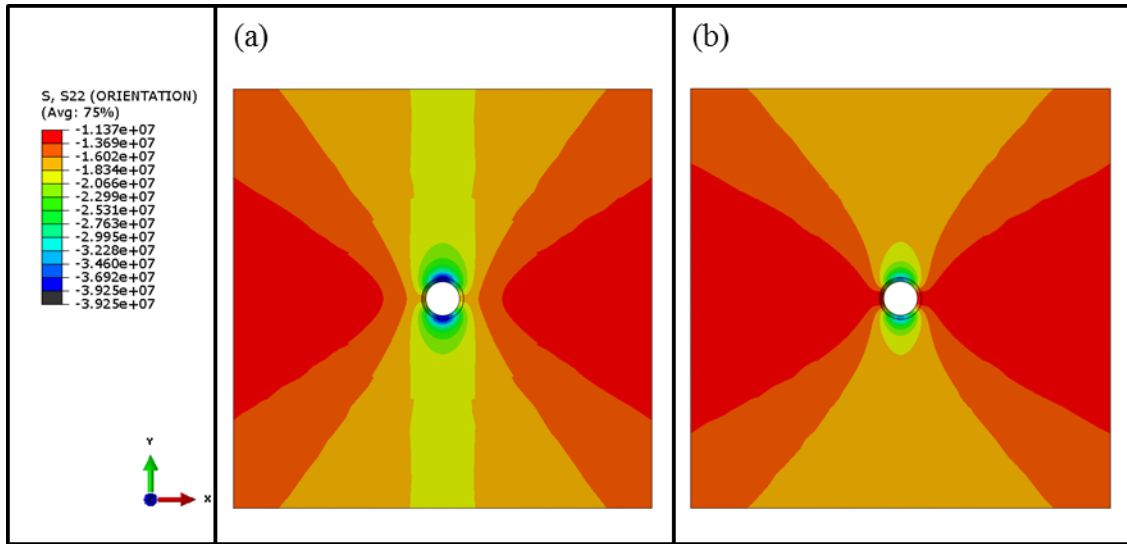 (a)
(b)
S, S22 (ORIENTATION)
(Avg: 75%)
-1.137e+07
-1.369e+07
-1.602e+07
-1.834e+07
-2.066e+07
-2.299e+07
-2.531e+07
-2.763e+07
-2.995e+07
-3.228e+07
-3.460e+07
-3.692e+07
-3.925e+07
-3.925e+07
Y
X